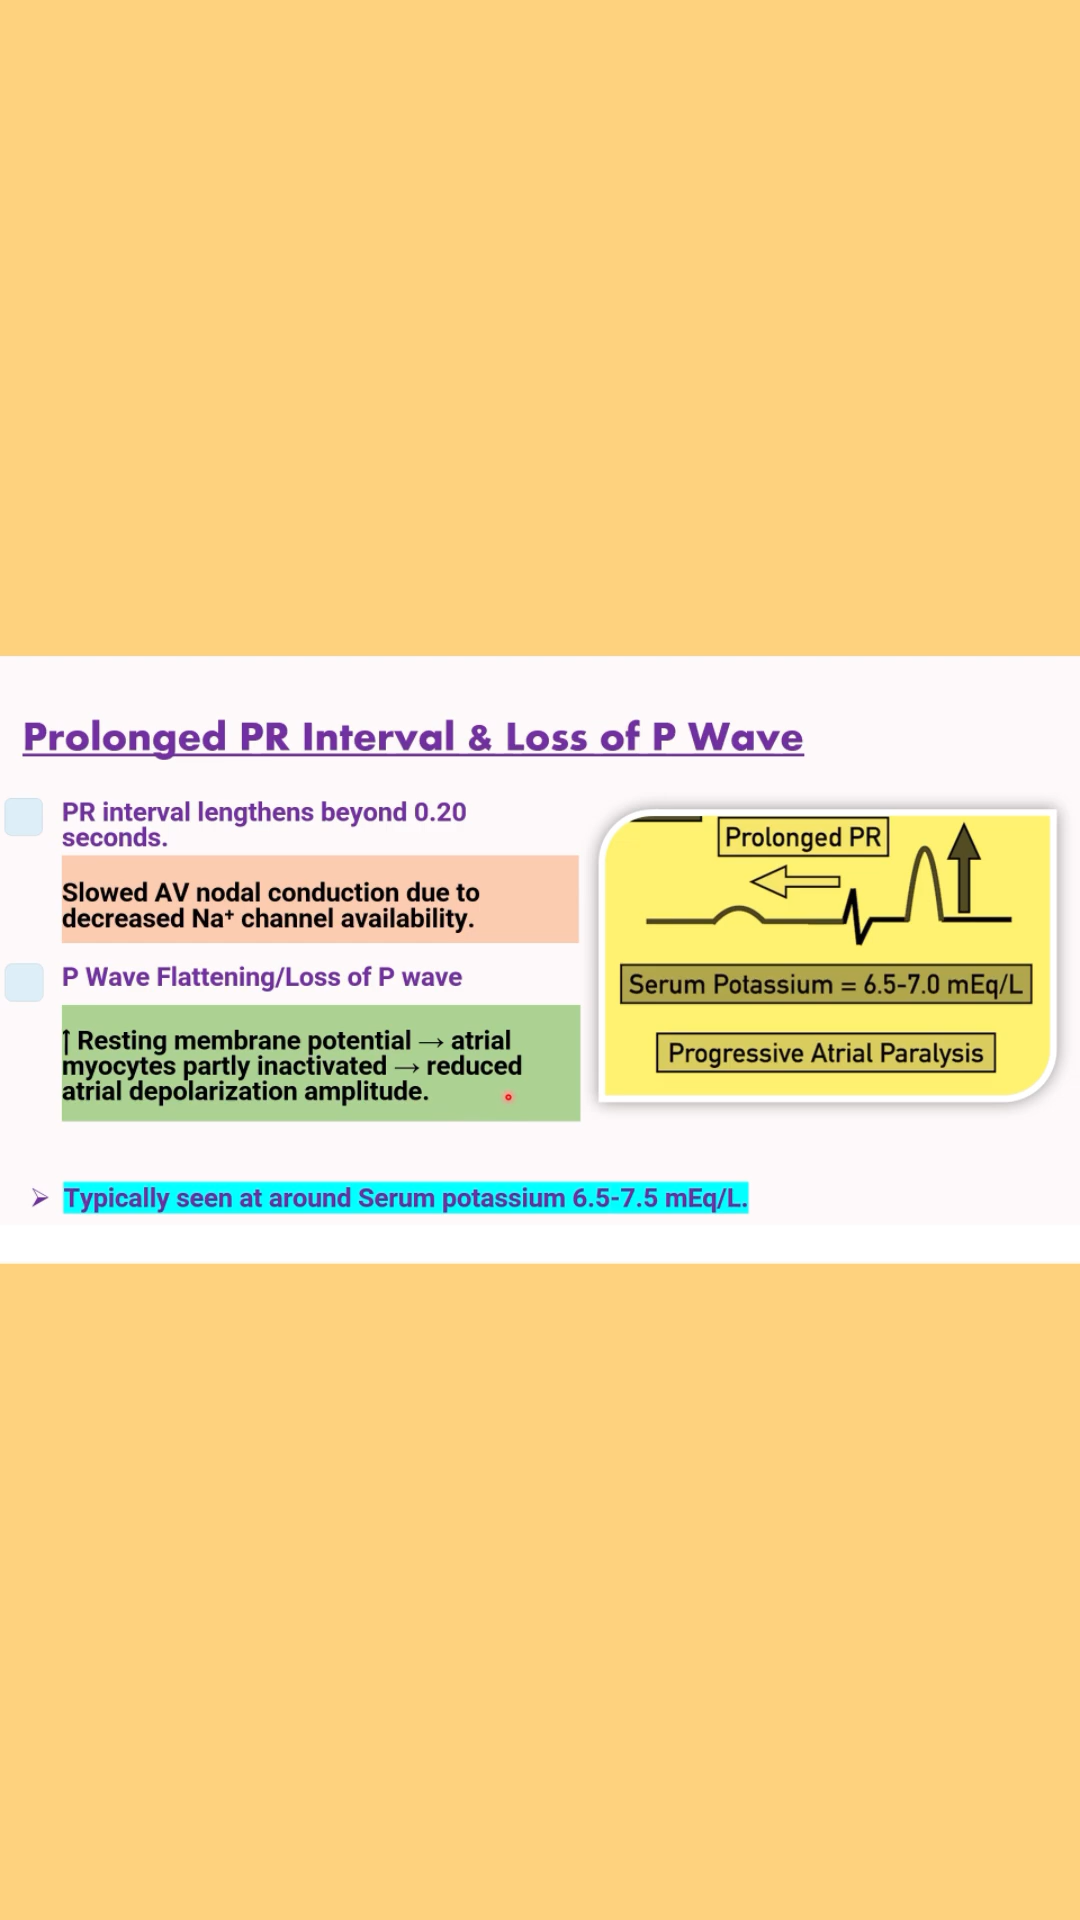 Prolonged PR Interval & Loss of P Wave
PR interval lengthens beyond 0.20
seconds.
Slowed AV nodal conduction due to
decreased Na⁺ channel availability.
P Wave Flattening/Loss of P wave
↑ Resting membrane potential → atrial
myocytes partly inactivated → reduced
atrial depolarization amplitude.
➢ Typically seen at around Serum potassium 6.5-7.5 mEq/L.
Prolonged PR
Serum Potassium = 6.5-7.0 mEq/L
Progressive Atrial Paralysis